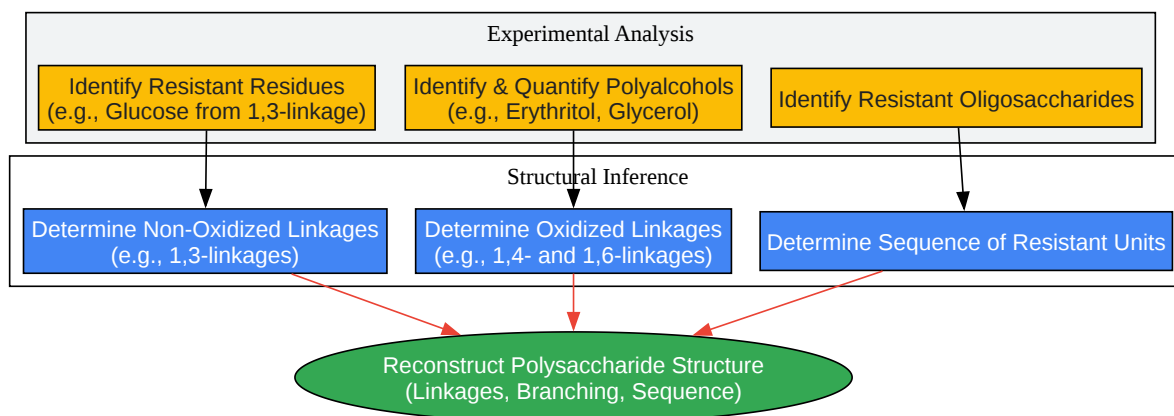 Experimental Analysis
Identify Resistant Residues
(e.g., Glucose from 1,3-linkage)
Identify & Quantify Polyalcohols
(e.g., Erythritol, Glycerol)
Identify Resistant Oligosaccharides
Structural Inference
Determine Non-Oxidized Linkages
(e.g., 1,3-linkages)
Determine Oxidized Linkages
(e.g., 1,4- and 1,6-linkages)
Determine Sequence of Resistant Units
Reconstruct Polysaccharide Structure
(Linkages, Branching, Sequence)